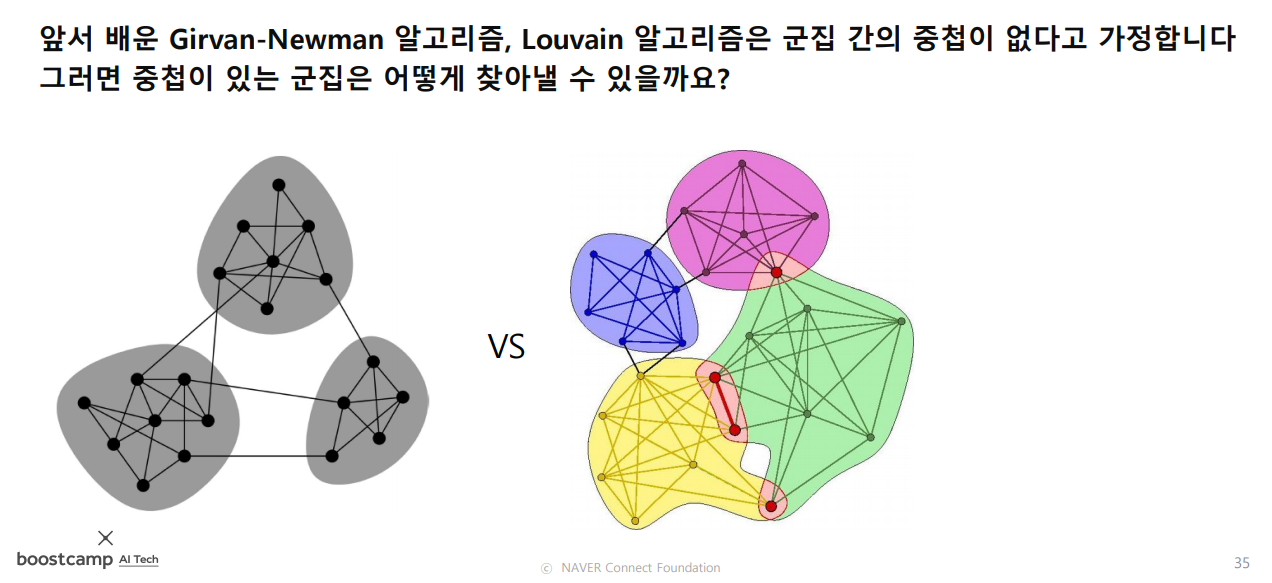 앞서 배운 Girvan-Newman 알고리즘, Louvain 알고리즘은 군집 간의 중첩이 없다고 가정합니다
그러면 중첩이 있는 군집은 어떻게 찾아낼 수 있을까요?
VS
boostcamp AI Tech
ⓒ NAVER Connect Foundation
35